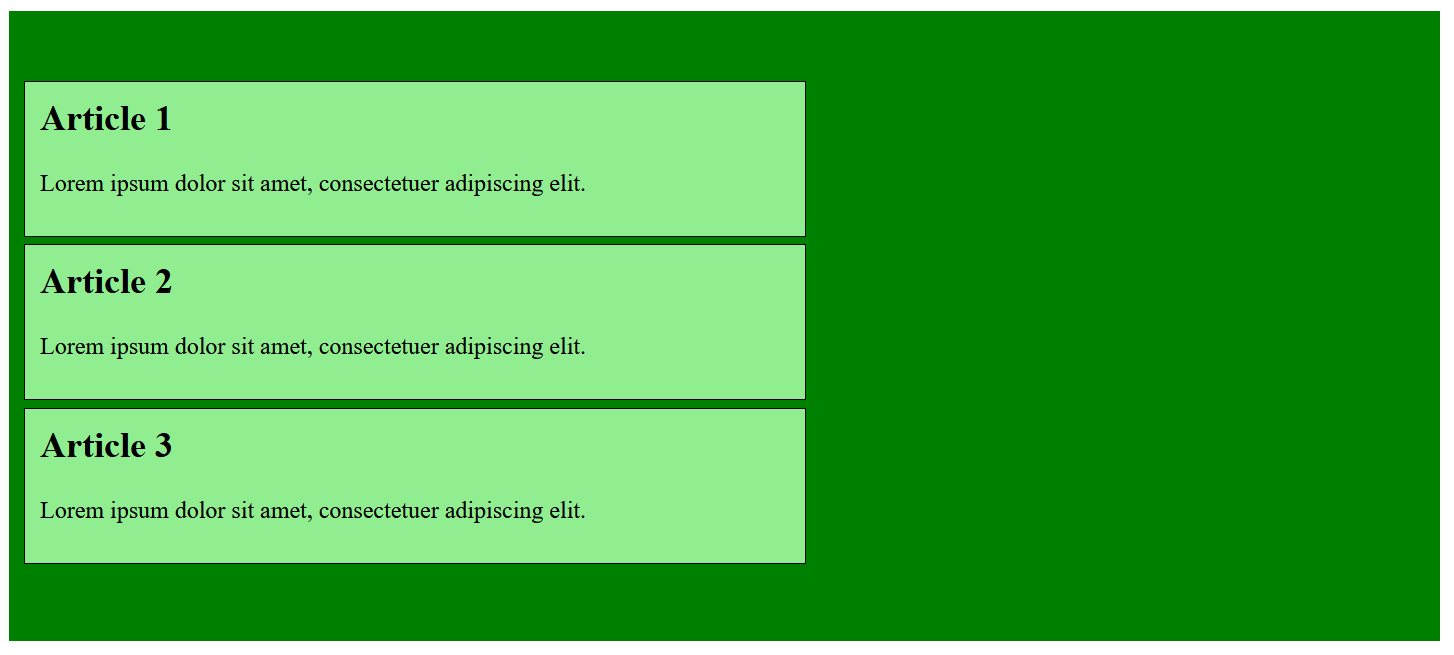 Article 1
Lorem ipsum dolor sit amet, consectetuer adipiscing elit.
Article 2
Lorem ipsum dolor sit amet, consectetuer adipiscing elit.
Article 3
Lorem ipsum dolor sit amet, consectetuer adipiscing elit.